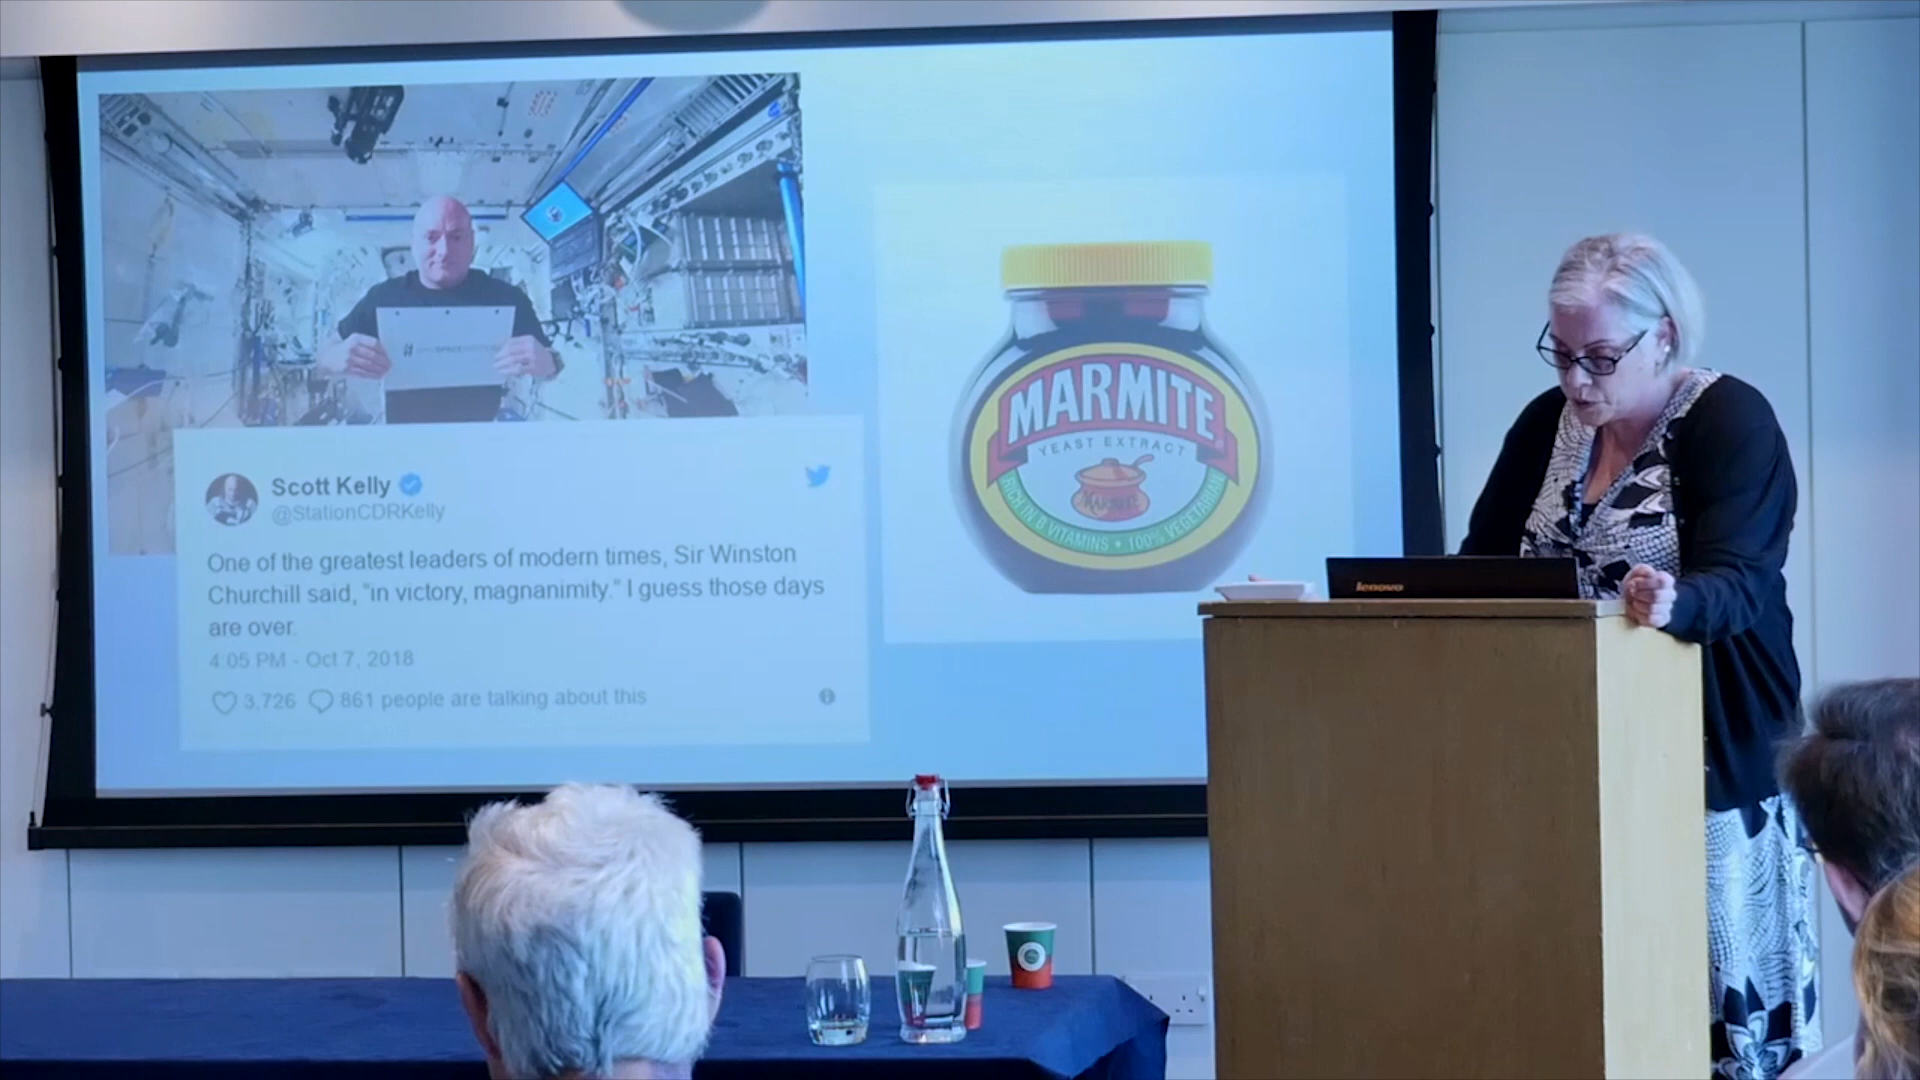 Scott Kelly
@StationCDRKelly
One of the greatest leaders of modern times, Sir Winston
Churchill said, "in victory, magnanimity." I guess those days
are over.
4:05 PM - Oct 7, 2018
3,726 861 people are talking about this
MARMITE
YEAST EXTRACT
MARMITE
RICH IN B VITAMINS • 100% VEGETARIAN
lenovo